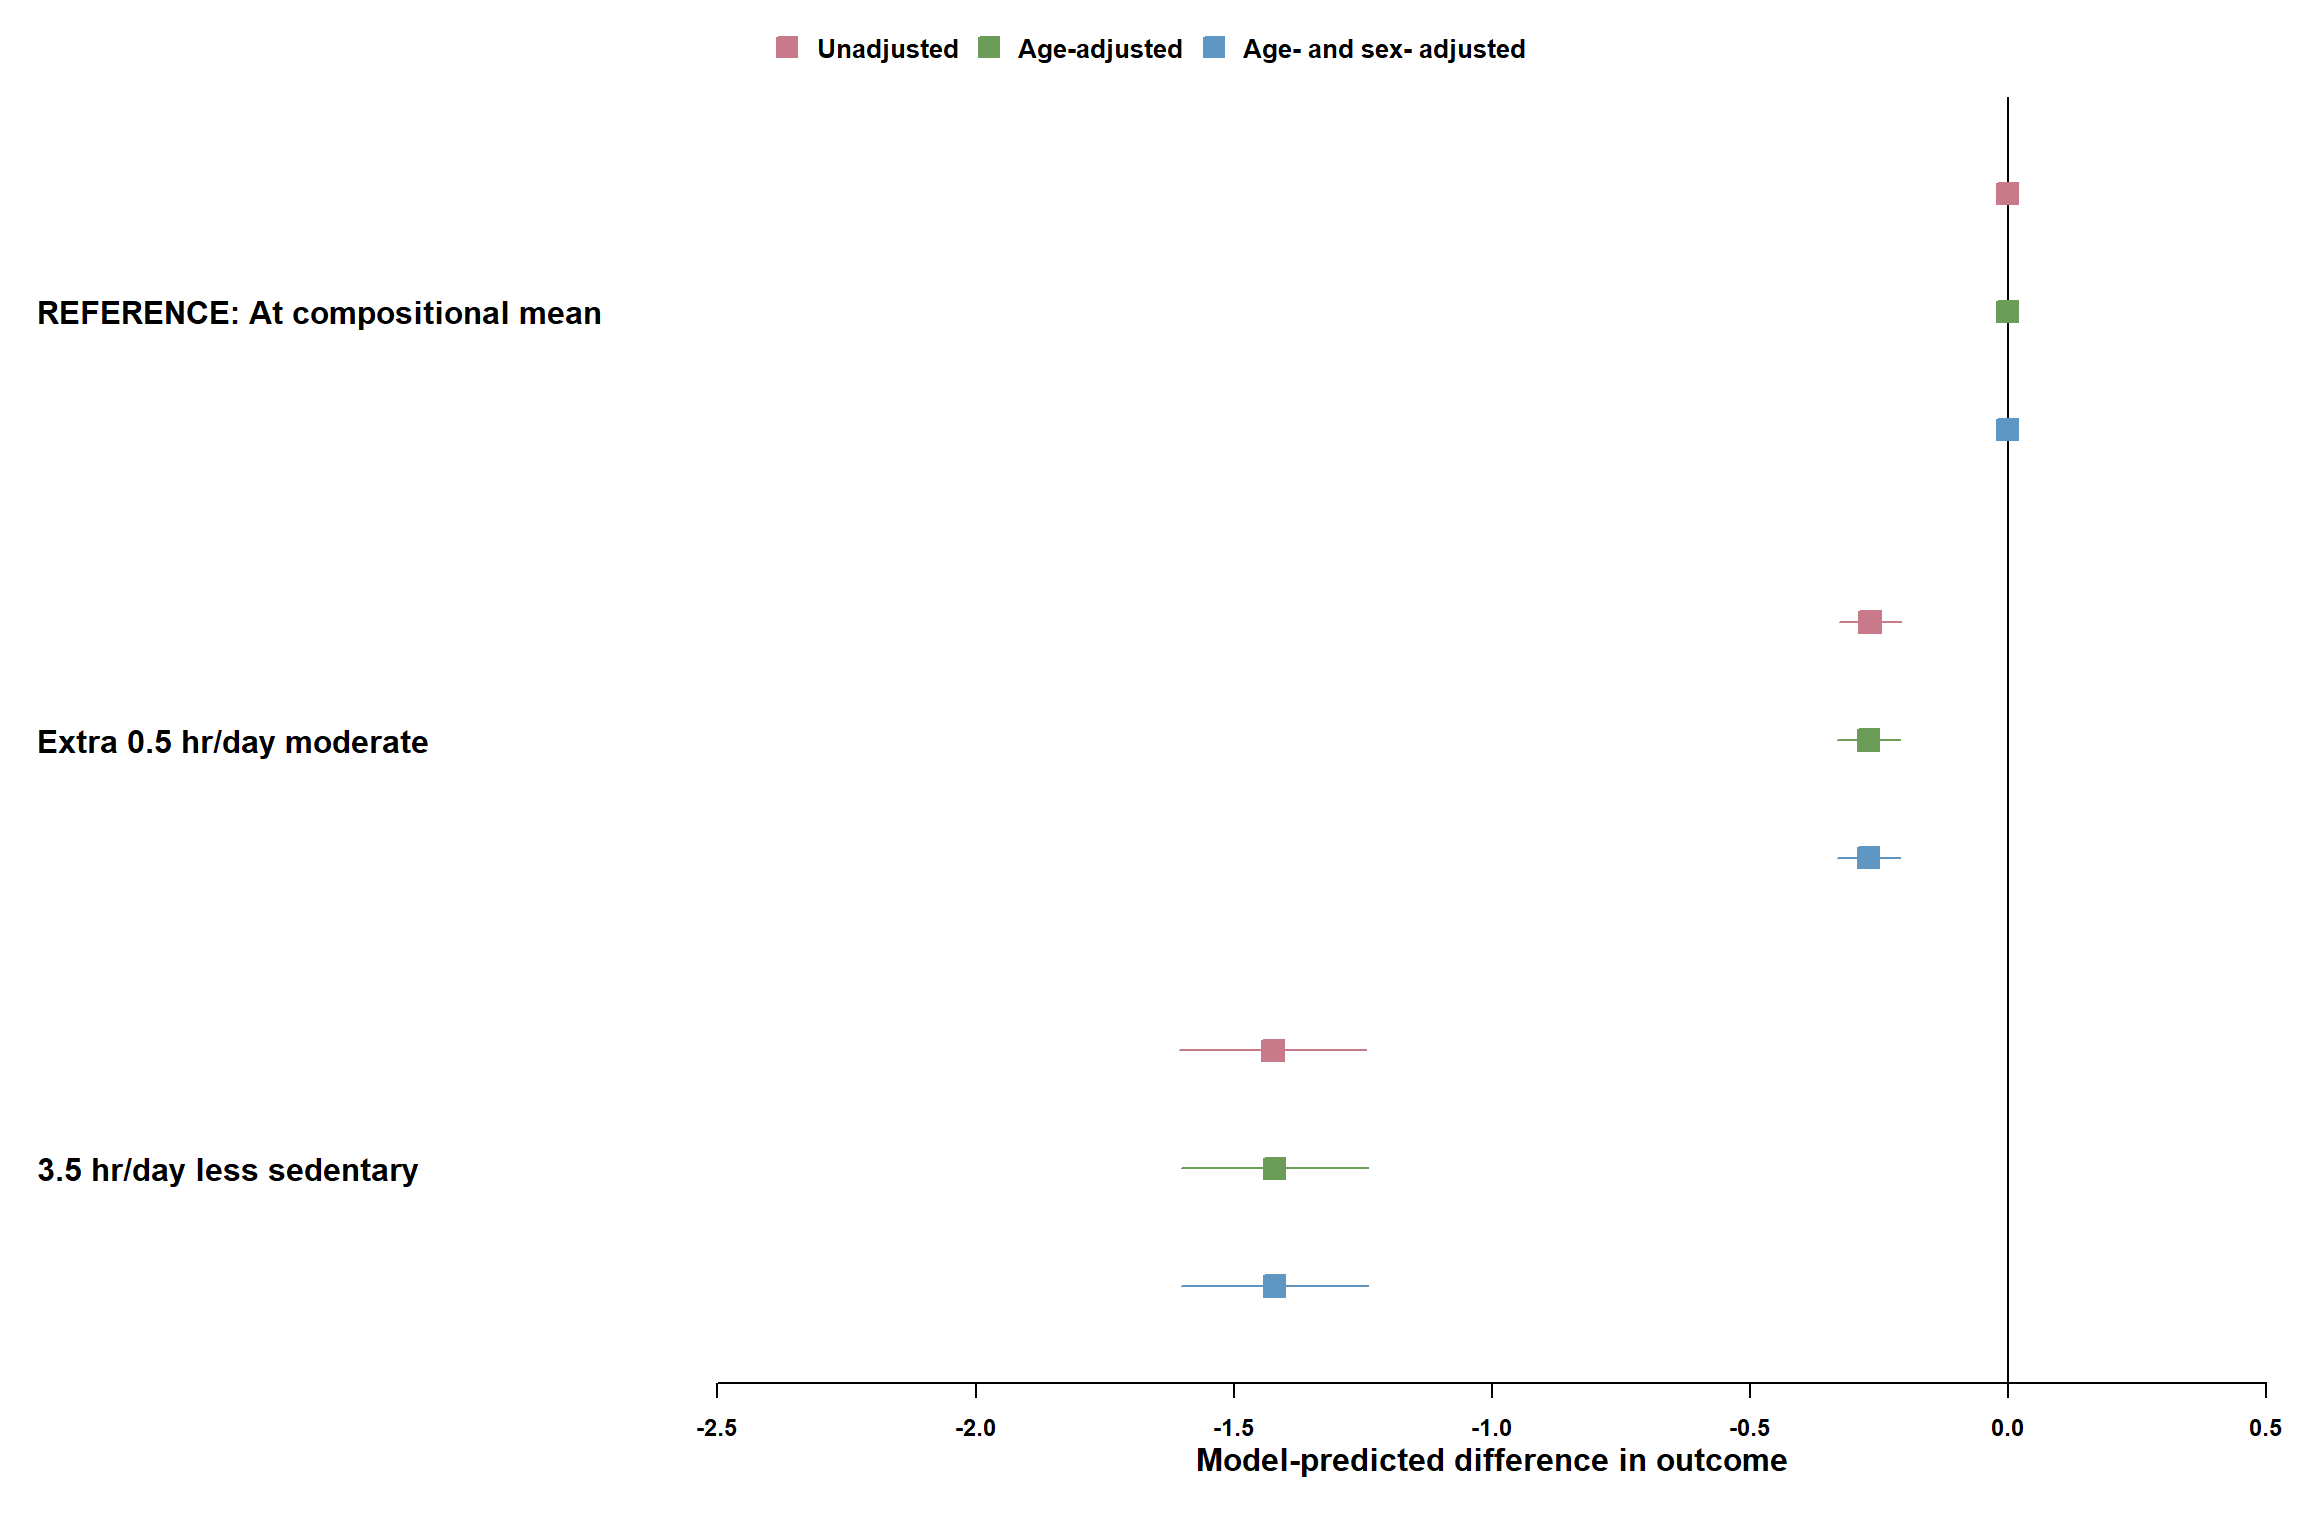 Unadjusted Age-adjusted Age- and sex- adjusted
REFERENCE: At compositional mean
Extra 0.5 hr/day moderate
3.5 hr/day less sedentary
-2.5 -2.0 -1.5 -1.0 -0.5 0.0 0.5
Model-predicted difference in outcome